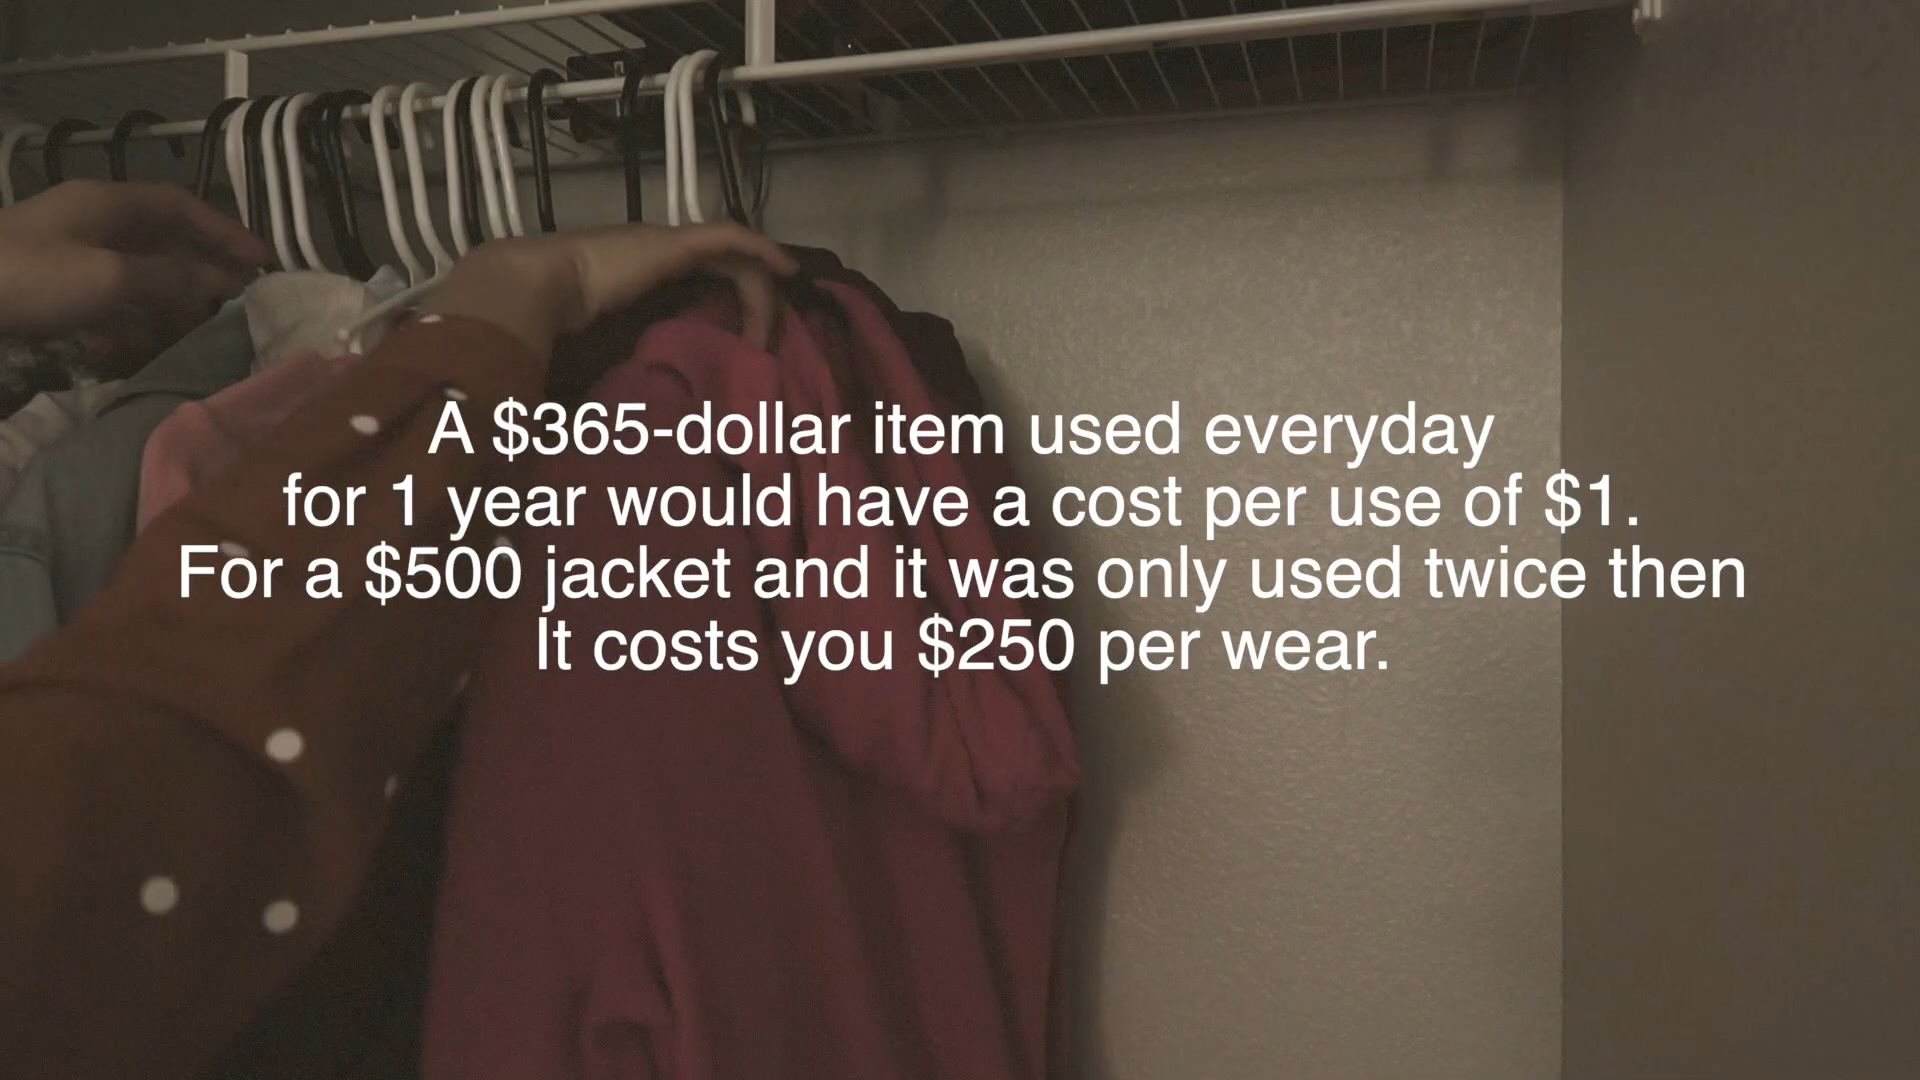 A $365-dollar item used everyday
for 1 year would have a cost per use of $1.
For a $500 jacket and it was only used twice then
It costs you $250 per wear.